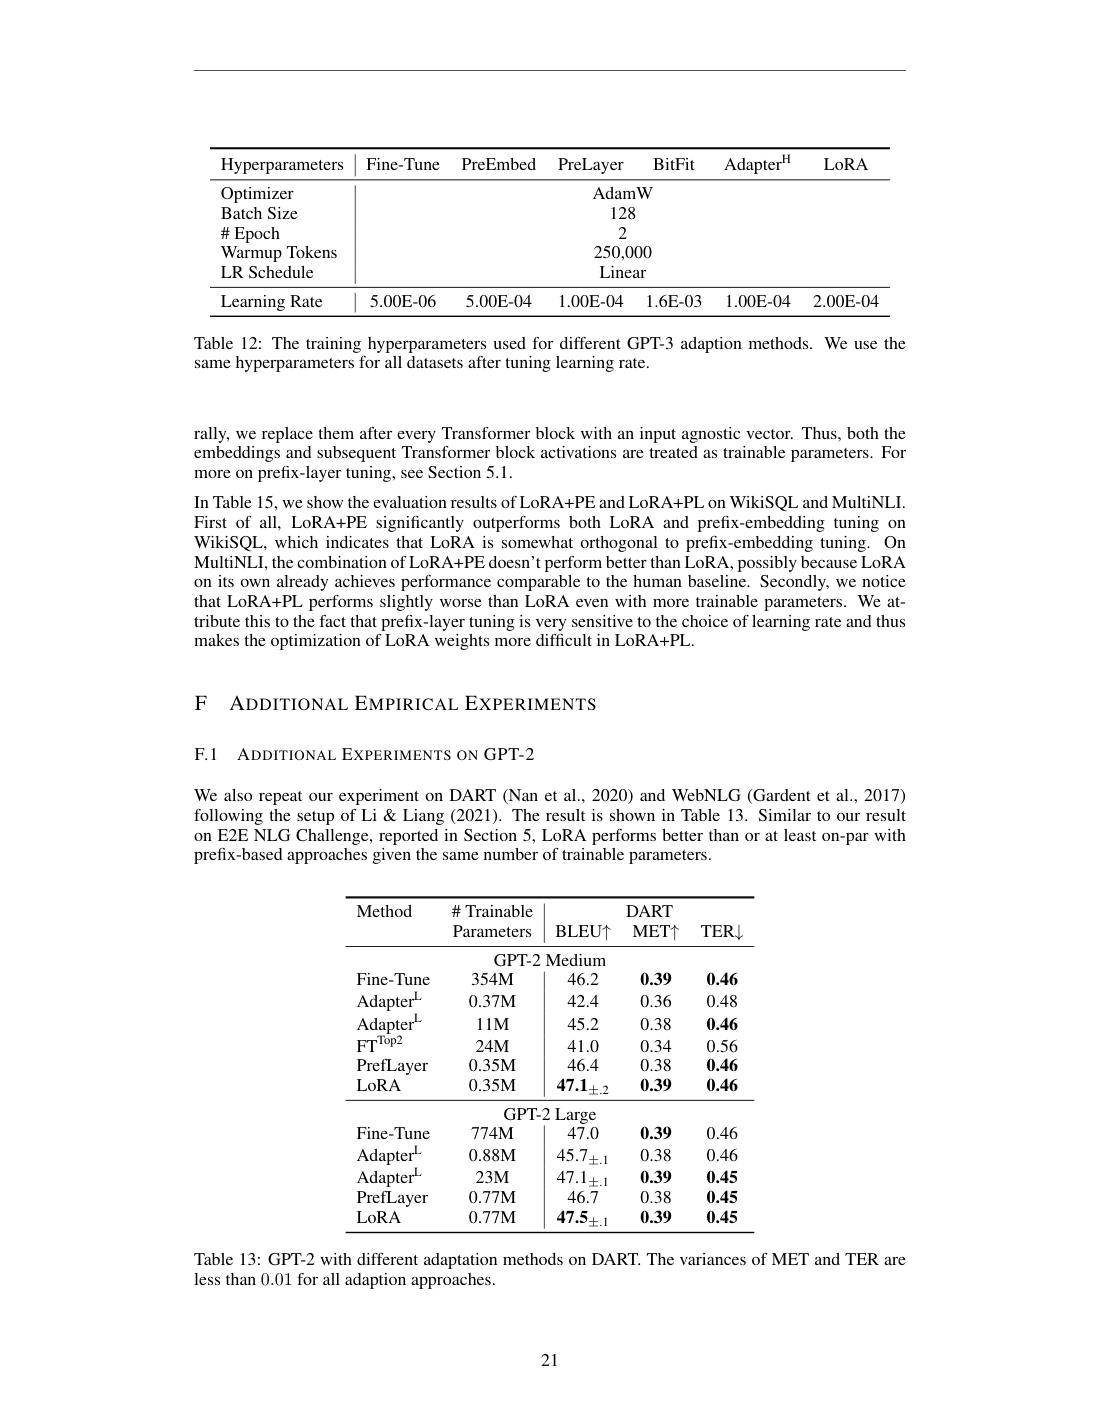 Hyperparameters Fine-Tune PreEmbed PreLayer BitFit AdapterH LoRA
Optimizer AdamW
Batch Size 128
# Epoch 2
Warmup Tokens 250,000
LR Schedule Linear
Learning Rate 5.00E-06 5.00E-04 1.00E-04 1.6E-03 1.00E-04 2.00E-04
Table 12: The training hyperparameters used for different GPT-3 adaption methods. We use the
same hyperparameters for all datasets after tuning learning rate.
rally, we replace them after every Transformer block with an input agnostic vector. Thus, both the
embeddings and subsequent Transformer block activations are treated as trainable parameters. For
more on prefix-layer tuning, see Section 5.1.
In Table 15, we show the evaluation results of LoRA+PE and LoRA+PL on WikiSQL and MultiNLI.
First of all, LoRA+PE significantly outperforms both LoRA and prefix-embedding tuning on
WikiSQL, which indicates that LoRA is somewhat orthogonal to prefix-embedding tuning. On
MultiNLI, the combination of LoRA+PE doesn't perform better than LoRA, possibly because LoRA
on its own already achieves performance comparable to the human baseline. Secondly, we notice
that LoRA+PL performs slightly worse than LoRA even with more trainable parameters. We at-
tribute this to the fact that prefix-layer tuning is very sensitive to the choice of learning rate and thus
makes the optimization of LoRA weights more difficult in LoRA+PL.
F ADDITIONAL EMPIRICAL EXPERIMENTS
F.1 ADDITIONAL EXPERIMENTS ON GPT-2
We also repeat our experiment on DART (Nan et al., 2020) and WebNLG (Gardent et al., 2017)
following the setup of Li & Liang (2021). The result is shown in Table 13. Similar to our result
on E2E NLG Challenge, reported in Section 5, LoRA performs better than or at least on-par with
prefix-based approaches given the same number of trainable parameters.
Method # Trainable DART
Parameters BLEU↑ MET↑ TER↓
GPT-2 Medium
Fine-Tune 354M 46.2 0.39 0.46
AdapterL 0.37M 42.4 0.36 0.48
AdapterL 11M 45.2 0.38 0.46
FTTop2 24M 41.0 0.34 0.56
PrefLayer 0.35M 46.4 0.38 0.46
LoRA 0.35M 47.1±.2 0.39 0.46
GPT-2 Large
Fine-Tune 774M 47.0 0.39 0.46
AdapterL 0.88M 45.7±.1 0.38 0.46
AdapterL 23M 47.1±.1 0.39 0.45
PrefLayer 0.77M 46.7 0.38 0.45
LoRA 0.77M 47.5±.1 0.39 0.45
Table 13: GPT-2 with different adaptation methods on DART. The variances of MET and TER are
less than 0.01 for all adaption approaches.
21